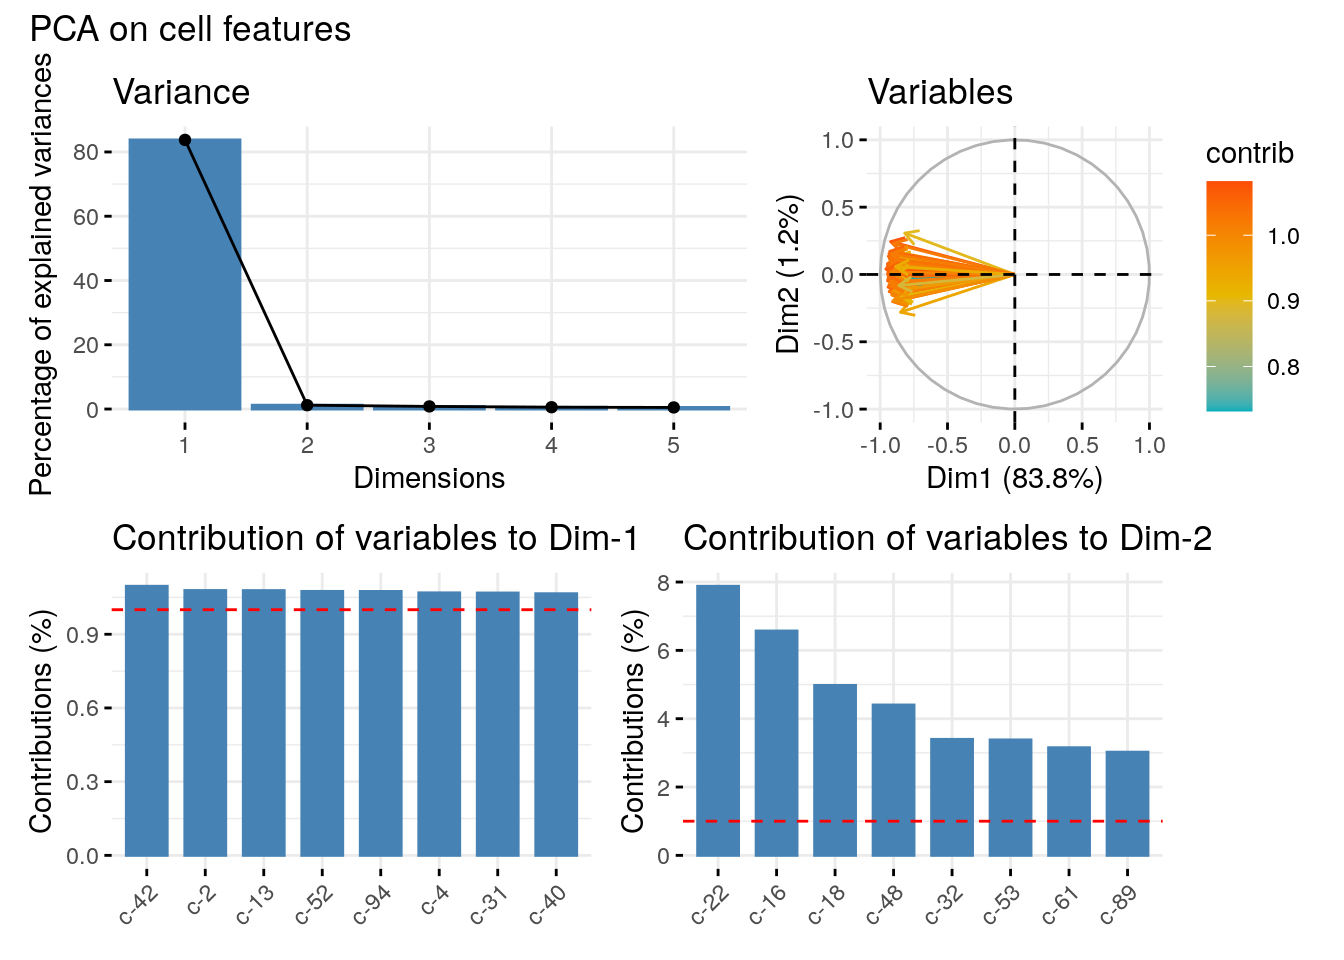 PCA on cell features
Variance
Percentage of explained variances
80
60
40
20
0
1 2 3 4 5
Dimensions
Variables
Dim2 (1.2%)
1.0
0.5
0.0
-0.5
-1.0
-1.0 -0.5 0.0 0.5 1.0
Dim1 (83.8%)
contrib
1.0
0.9
0.8
Contribution of variables to Dim-1
Contributions (%)
0.9
0.6
0.3
0.0
c-42 c-2 c-13 c-52 c-94 c-4 c-31 c-40
Contribution of variables to Dim-2
Contributions (%)
8
6
4
2
0
c-22 c-16 c-18 c-48 c-32 c-53 c-61 c-89